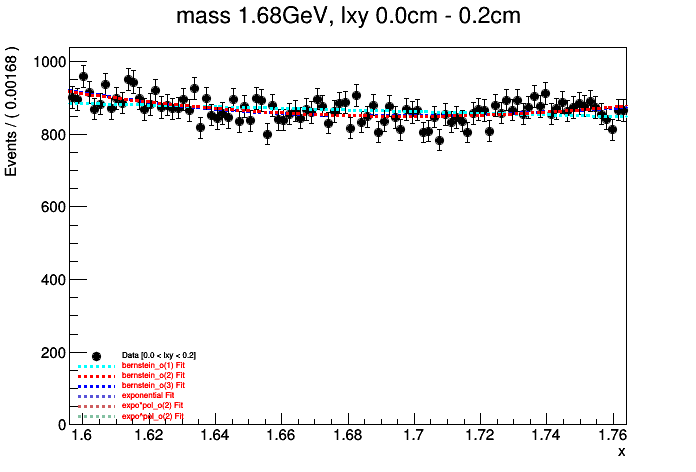 mass 1.68GeV, lxy 0.0cm - 0.2cm
Events / ( 0.00168 )
1000
800
600
400
200
0
Data [0.0 < lxy < 0.2]
bernstein_o(1) Fit
bernstein_o(2) Fit
bernstein_o(3) Fit
exponential Fit
expo*pol_o(2) Fit
expo*pol_o(2) Fit
1.6 1.62 1.64 1.66 1.68 1.7 1.72 1.74 1.76
x